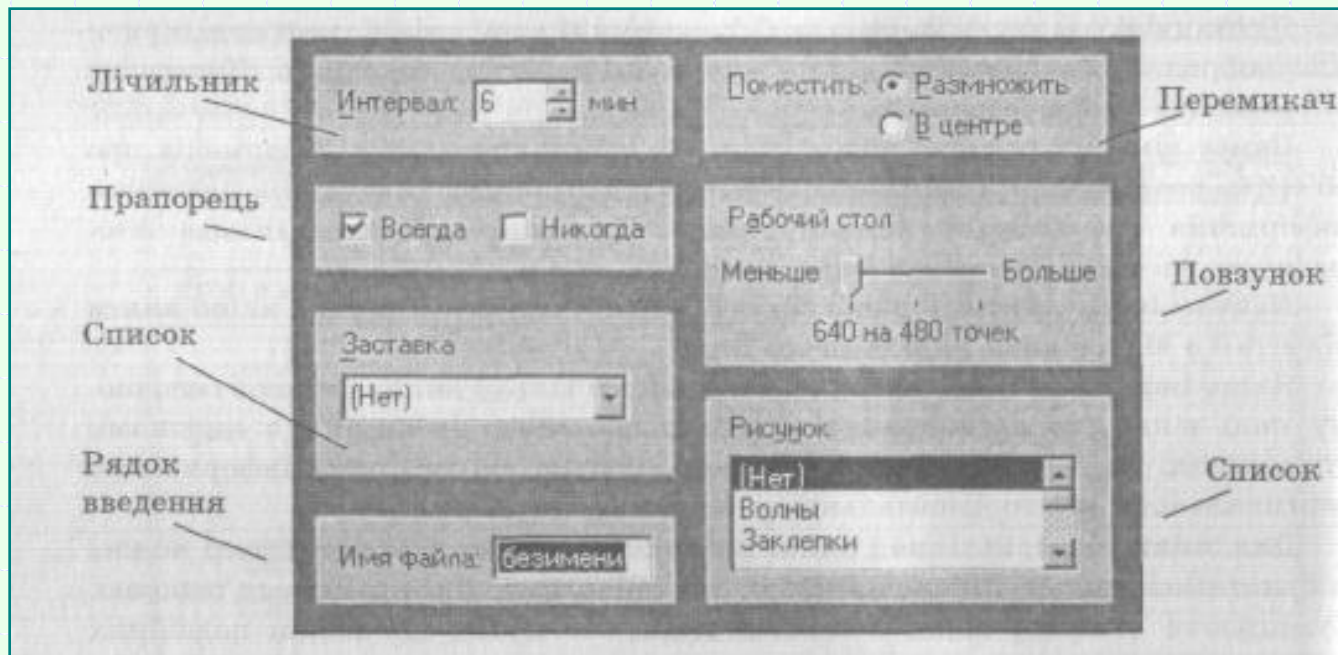 Лічильник
Интервал: 6 мин
Поместить: Размножить
В центре
Перемикач
Прапорець
Всегда Никогда
Рабочий стол
Меньше Больше
640 на 480 точек
Повзунок
Список
Заставка
(Нет)
Рядок
введення
Имя файла: безимени
Рисунок
(Нет)
Волны
Заклепки
Список